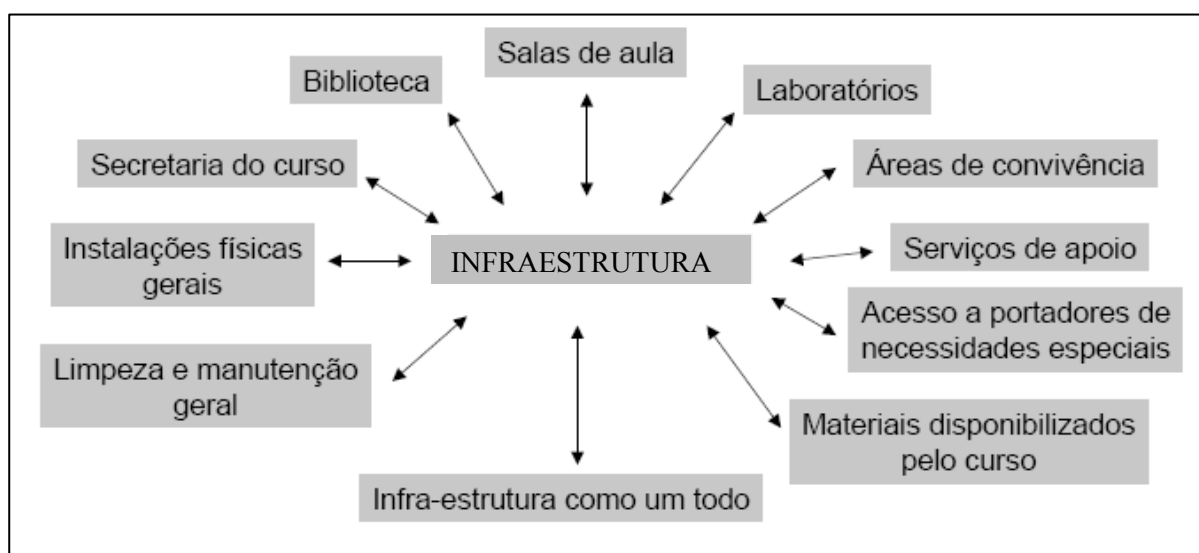 Salas de aula
Biblioteca
Laboratórios
Secretaria do curso
Áreas de convivência
Instalações físicas
gerais
INFRAESTRUTURA
Serviços de apoio
Acesso a portadores de
necessidades especiais
Limpeza e manutenção
geral
Materiais disponibilizados
pelo curso
Infra-estrutura como um todo